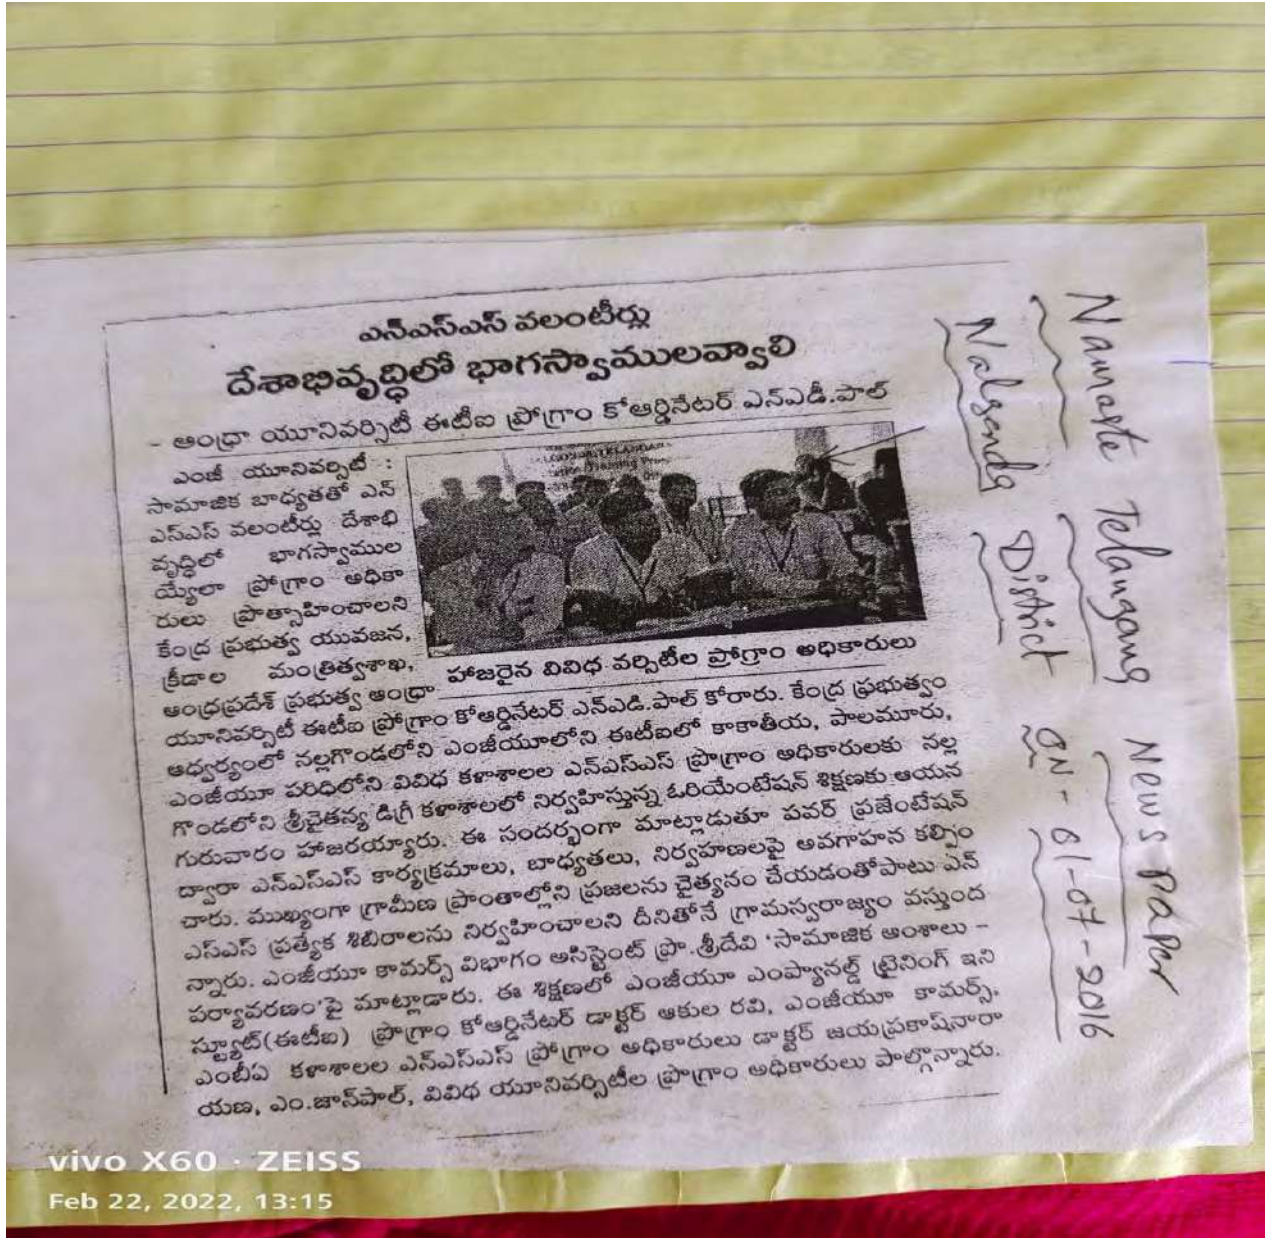 ఎన్ఎస్ఎస్ వలంటీర్లు
దేశాభివృద్ధిలో భాగస్వాములవ్వాలి
- ఆంధ్రా యూనివర్సిటీ ఈటీఐ ప్రోగ్రాం కోఆర్డినేటర్ ఎన్ఎడీ.పాల్
ఎంజీ యూనివర్సిటీ :
సామాజిక బాధ్యతతో ఎన్
ఎస్ఎస్ వలంటీర్లు దేశాభి
వృద్ధిలో భాగస్వాముల
య్యేలా ప్రోగ్రాం అధికా
రులు ప్రొత్సాహించాలని
కేంద్ర ప్రభుత్వ యువజన,
క్రీడాల మంత్రిత్వశాఖ,
హాజరైన వివిధ వర్సిటీల ప్రోగ్రాం అధికారులు
ఆంధ్రప్రదేశ్ ప్రభుత్వ ఆంధ్రా
యూనివర్సిటీ ఈటీఐ ప్రోగ్రాం కోఆర్డినేటర్ ఎన్ఎడి.పాల్ కోరారు. కేంద్ర ప్రభుత్వం
ఆధ్వర్యంలో నల్లగొండలోని ఎంజీయూలోని ఈటీఐలో కాకాతీయ, పాలమూరు,
ఎంజీయూ పరిధిలోని వివిధ కళాశాలల ఎన్ఎస్ఎస్ ప్రొగ్రాం అధికారులకు నల్ల
గొండలోని శ్రీచైతన్య డిగ్రీ కళాశాలలో నిర్వహిస్తున్న ఓరియేంటేషన్ శిక్షణకు ఆయన
గురువారం హాజరయ్యారు. ఈ సందర్భంగా మాట్లాడుతూ పవర్ ప్రజేంటేషన్
ద్వారా ఎన్ఎస్ఎస్ కార్యక్రమాలు, బాధ్యతలు, నిర్వహణలపై అవగాహన కల్పిం
చారు. ముఖ్యంగా గ్రామీణ ప్రాంతాల్లోని ప్రజలను చైత్యనం చేయడంతోపాటు ఎన్
ఎస్ఎస్ ప్రత్యేక శిబిరాలను నిర్వహించాలని దీనితోనే గ్రామస్వరాజ్యం వస్తుంద
న్నారు. ఎంజీయూ కామర్స్ విభాగం అసిస్టెంట్ ప్రొ.శ్రీదేవి 'సామాజిక అంశాలు -
పర్యావరణం'పై మాట్లాడారు. ఈ శిక్షణలో ఎంజీయూ ఎంప్యానల్డ్ ట్రైనింగ్ ఇని
స్ట్యూట్(ఈటీఐ) ప్రొగ్రాం కోఆర్డినేటర్ డాక్టర్ ఆకుల రవి, ఎంజీయూ కామర్స్,
ఎంబీఏ కళాశాలల ఎన్ఎస్ఎస్ ప్రోగ్రాం అధికారులు డాక్టర్ జయప్రకాష్‌నారా
యణ, ఎం.జాన్‌పాల్, వివిధ యూనివర్సిటీల ప్రొగ్రాం అధికారులు పాల్గొన్నారు.
Namaste Telangana News Paper
Nalgonda District on - 01-07-2016
vivo X60 · ZEISS
Feb 22, 2022, 13:15